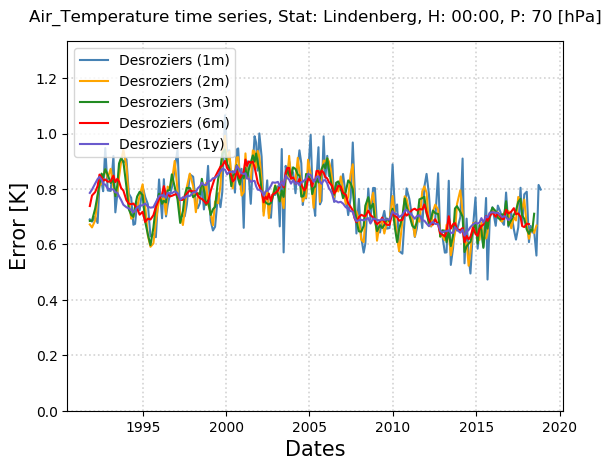 Air_Temperature time series, Stat: Lindenberg, H: 00:00, P: 70 [hPa]
Desroziers (1m)
Desroziers (2m)
Desroziers (3m)
Desroziers (6m)
Desroziers (1y)
1.2
1.0
0.8
0.6
0.4
0.2
0.0
Error [K]
1995 2000 2005 2010 2015 2020
Dates